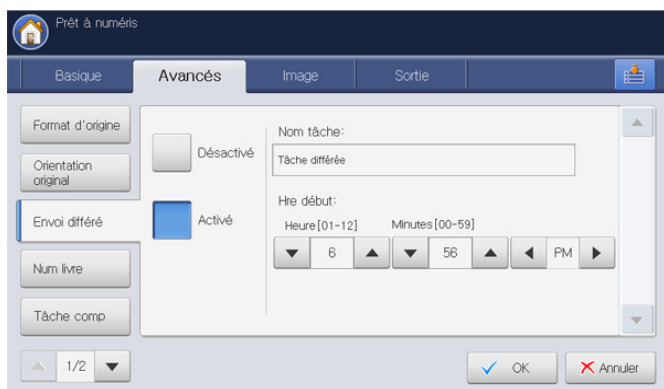 Prêt à numéris
Basique
Avancés
Image
Sortie
Format d'origine
Orientation
original
Envoi différé
Num livre
Tâche comp
1/2
Désactivé
Activé
Nom tâche:
Tâche différée
Hre début:
Heure[01-12] Minutes[00-59]
6 56 PM
OK
Annuler